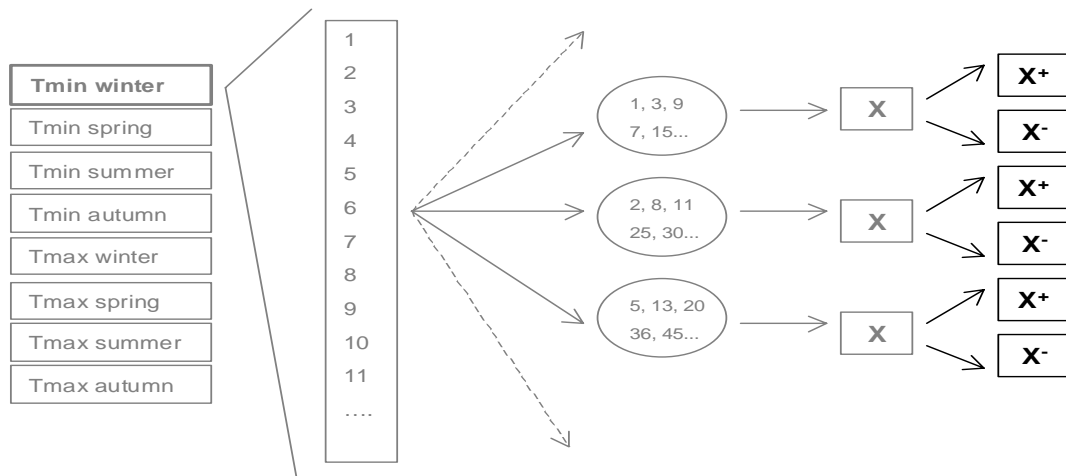 Tmin winter
Tmin spring
Tmin summer
Tmin autumn
Tmax winter
Tmax spring
Tmax summer
Tmax autumn
1
2
3
4
5
6
7
8
9
10
11
....
1, 3, 9
7, 15...
2, 8, 11
25, 30...
5, 13, 20
36, 45...
X
X
X
X+
X-
X+
X-
X+
X-